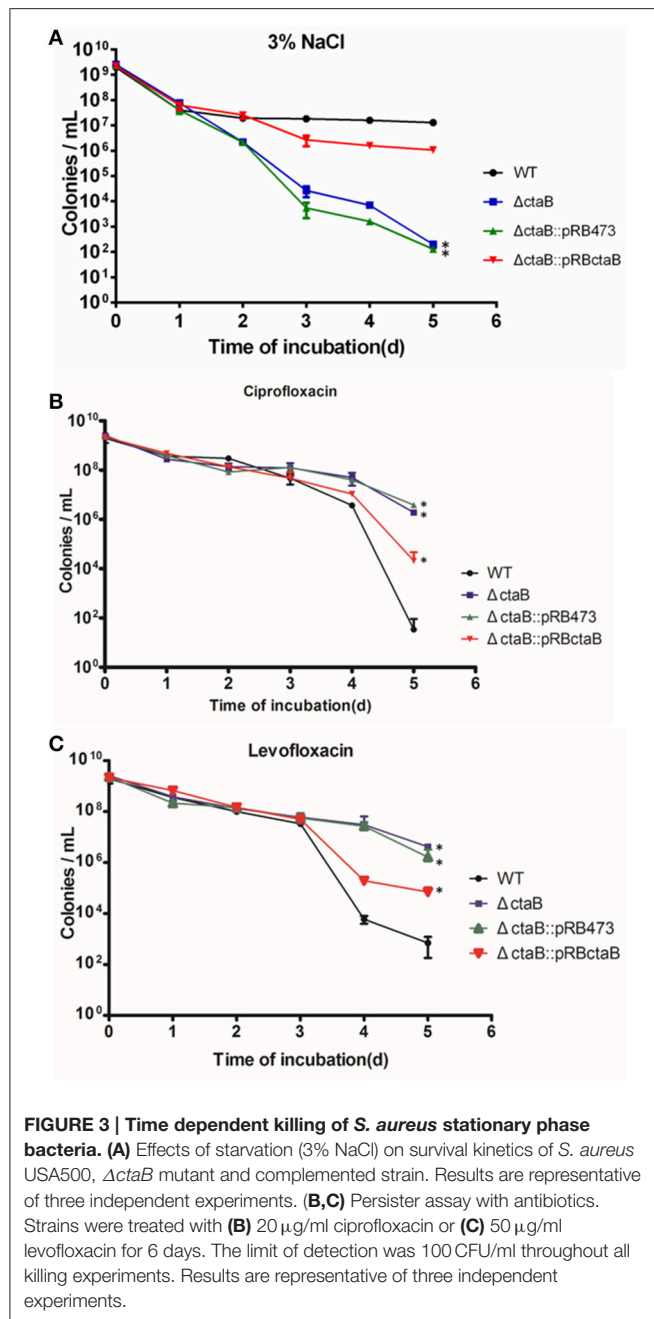 A
3% NaCl
10^10
10^9
10^8
10^7
10^6
10^5
10^4
10^3
10^2
10^1
10^0
Colonies / mL
0 1 2 3 4 5 6
Time of incubation(d)
WT
ΔctaB
ΔctaB::pRB473
ΔctaB::pRBctaB
*
*
B
Ciprofloxacin
10^10
10^8
10^6
10^4
10^2
10^0
Colonies / mL
0 1 2 3 4 5 6
Time of incubation(d)
*
*
*
WT
Δ ctaB
Δ ctaB::pRB473
Δ ctaB::pRBctaB
C
Levofloxacin
10^10
10^8
10^6
10^4
10^2
10^0
Colonies / mL
0 1 2 3 4 5 6
Time of incubation(d)
*
*
*
WT
Δ ctaB
Δ ctaB::pRB473
Δ ctaB::pRBctaB
FIGURE 3 | Time dependent killing of S. aureus stationary phase
bacteria. (A) Effects of starvation (3% NaCl) on survival kinetics of S. aureus
USA500, ΔctaB mutant and complemented strain. Results are representative
of three independent experiments. (B,C) Persister assay with antibiotics.
Strains were treated with (B) 20 μg/ml ciprofloxacin or (C) 50 μg/ml
levofloxacin for 6 days. The limit of detection was 100 CFU/ml throughout all
killing experiments. Results are representative of three independent
experiments.